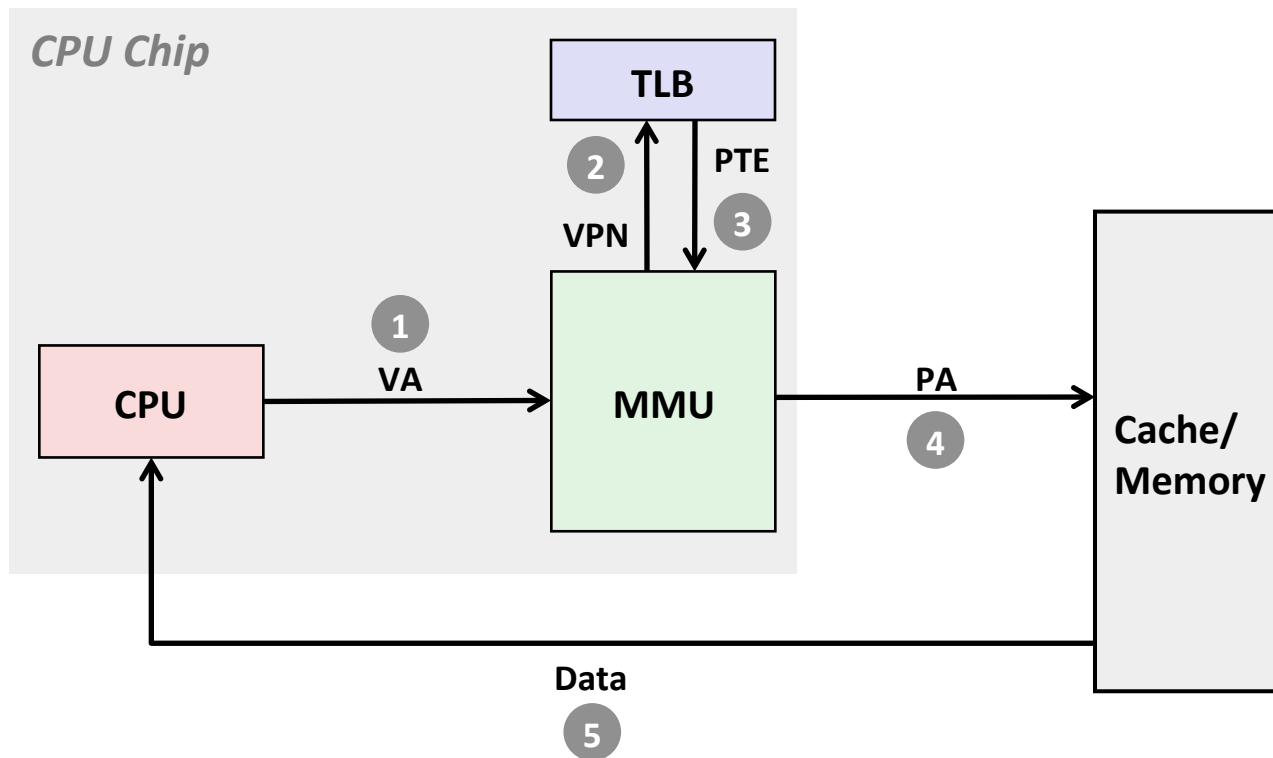 CPU Chip
TLB
2
PTE
VPN
3
1
VA
CPU
MMU
PA
4
Cache/
Memory
Data
5